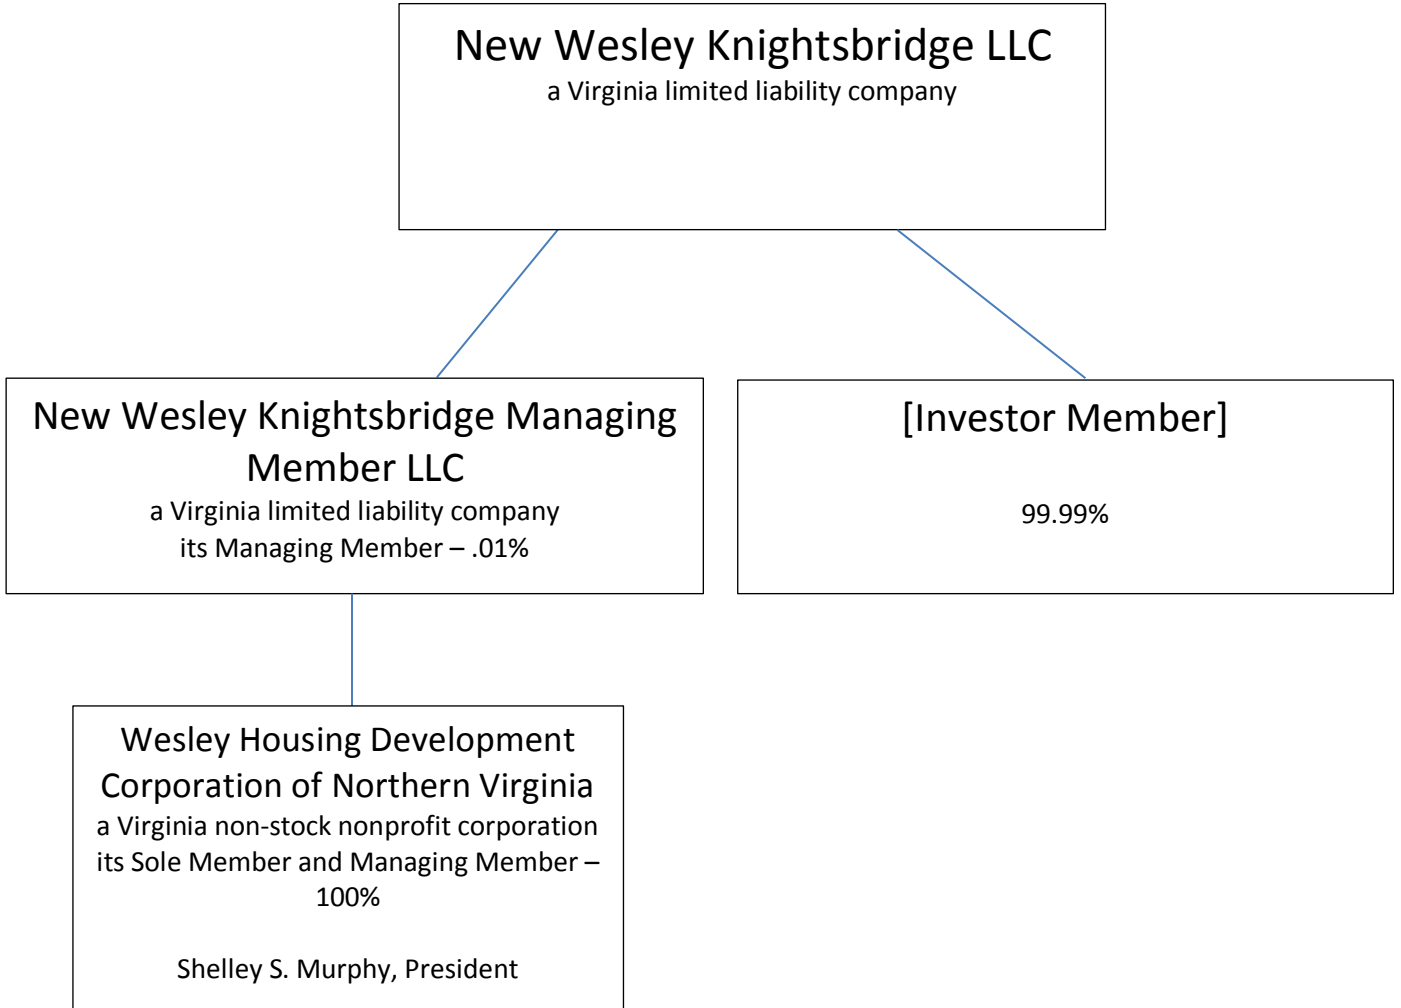 New Wesley Knightsbridge LLC
a Virginia limited liability company
New Wesley Knightsbridge Managing
Member LLC
a Virginia limited liability company
its Managing Member – .01%
[Investor Member]
99.99%
Wesley Housing Development
Corporation of Northern Virginia
a Virginia non-stock nonprofit corporation
its Sole Member and Managing Member –
100%
Shelley S. Murphy, President